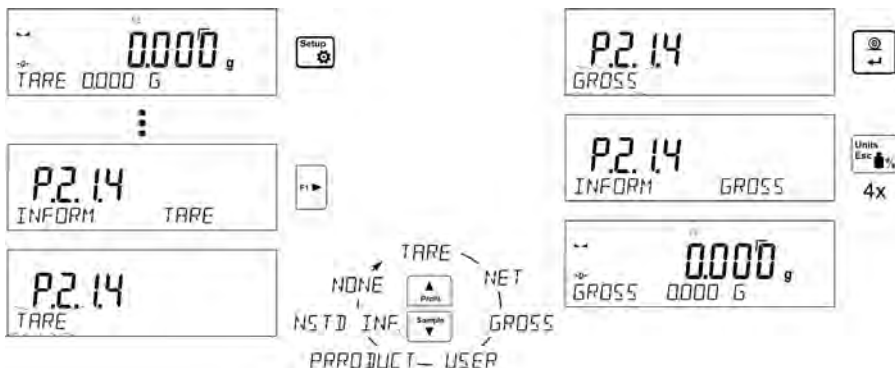 0.000 g
TARE 0.000 G
Setup
P.2.1.4
INFORM TARE
F1
P.2.1.4
TARE
TARE
NET
GROSS
USER
PRRODUCT
NSTD INF.
NONE
Profil
Sample
P.2.1.4
GROSS
P.2.1.4
INFORM GROSS
Units
Esc %
4x
0.000 g
GROSS 0.000 G